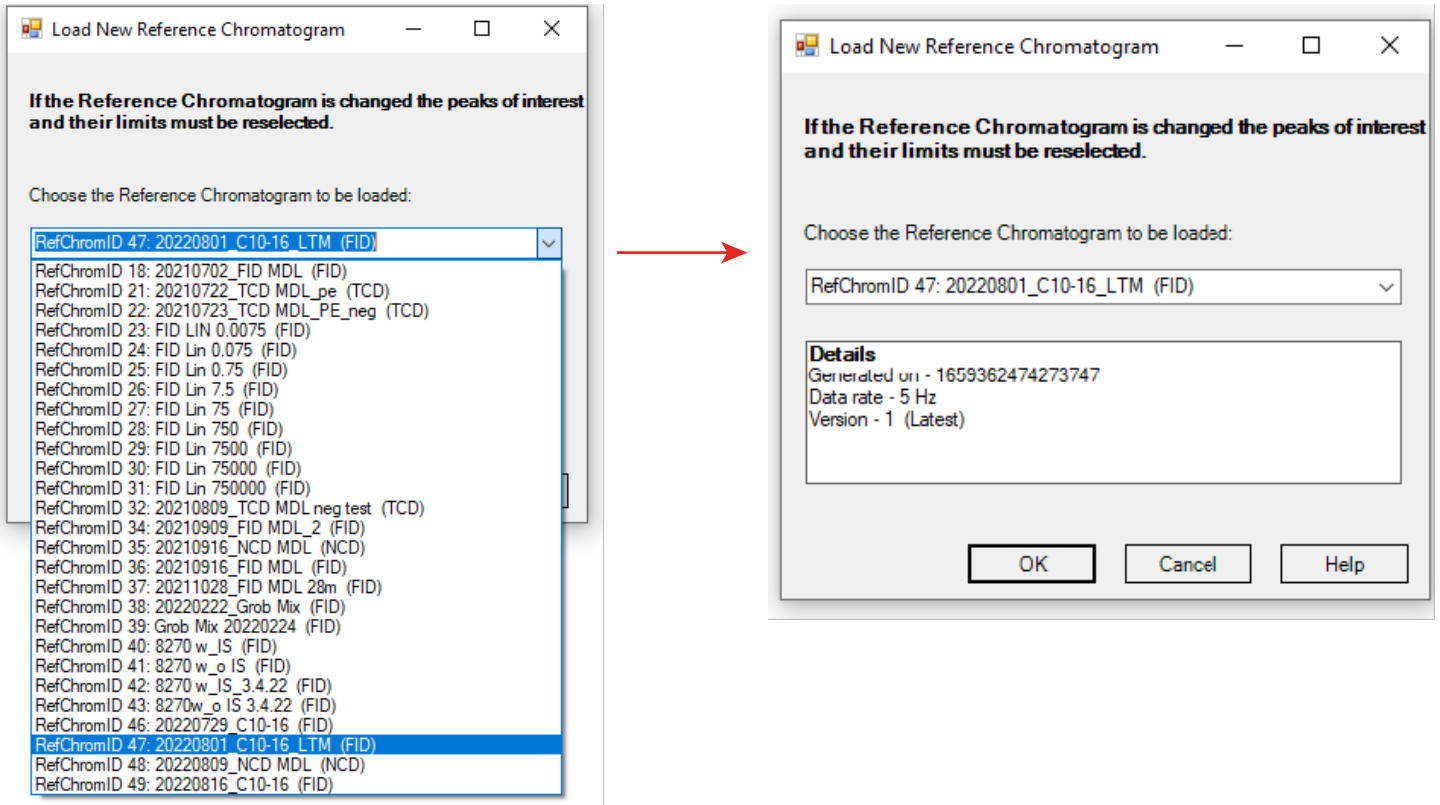 Load New Reference Chromatogram
If the Reference Chromatogram is changed the peaks of interest
and their limits must be reselected.
Choose the Reference Chromatogram to be loaded:
RefChromID 47: 20220801_C10-16_LTM (FID)
RefChromID 18: 20210702_FID MDL (FID)
RefChromID 21: 20210722_TCD MDL_pe (TCD)
RefChromID 22: 20210723_TCD MDL_PE_neg (TCD)
RefChromID 23: FID LIN 0.0075 (FID)
RefChromID 24: FID Lin 0.075 (FID)
RefChromID 25: FID Lin 0.75 (FID)
RefChromID 26: FID Lin 7.5 (FID)
RefChromID 27: FID Lin 75 (FID)
RefChromID 28: FID Lin 750 (FID)
RefChromID 29: FID Lin 7500 (FID)
RefChromID 30: FID Lin 75000 (FID)
RefChromID 31: FID Lin 750000 (FID)
RefChromID 32: 20210809_TCD MDL neg test (TCD)
RefChromID 34: 20210909_FID MDL_2 (FID)
RefChromID 35: 20210916_NCD MDL (NCD)
RefChromID 36: 20210916_FID MDL (FID)
RefChromID 37: 20211028_FID MDL 28m (FID)
RefChromID 38: 20220222_Grob Mix (FID)
RefChromID 39: Grob Mix 20220224 (FID)
RefChromID 40: 8270 w_IS (FID)
RefChromID 41: 8270 w_o IS (FID)
RefChromID 42: 8270 w_IS_3.4.22 (FID)
RefChromID 43: 8270w_o IS 3.4.22 (FID)
RefChromID 46: 20220729_C10-16 (FID)
RefChromID 47: 20220801_C10-16_LTM (FID)
RefChromID 48: 20220809_NCD MDL (NCD)
RefChromID 49: 20220816_C10-16 (FID)
Load New Reference Chromatogram
If the Reference Chromatogram is changed the peaks of interest
and their limits must be reselected.
Choose the Reference Chromatogram to be loaded:
RefChromID 47: 20220801_C10-16_LTM (FID)
Details
Generated on - 1659362474273747
Data rate - 5 Hz
Version - 1 (Latest)
OK Cancel Help